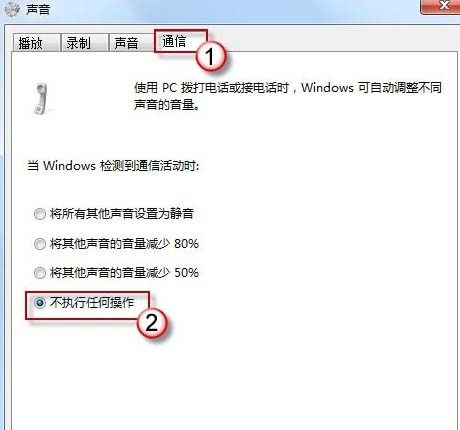 声音
播放 录制 声音 通信
1
使用 PC 拨打电话或接电话时，Windows 可自动调整不同
声音的音量。
当 Windows 检测到通信活动时:
将所有其他声音设置为静音
将其他声音的音量减少 80%
将其他声音的音量减少 50%
不执行任何操作
2